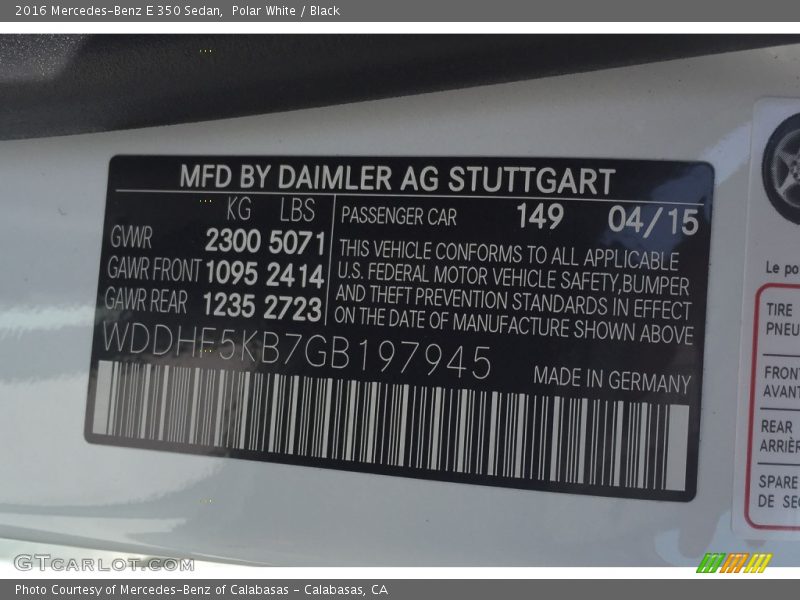 2016 Mercedes-Benz E 350 Sedan, Polar White / Black
MFD BY DAIMLER AG STUTTGART
KG LBS
GVWR 2300 5071
GAWR FRONT 1095 2414
GAWR REAR 1235 2723
PASSENGER CAR 149 04/15
THIS VEHICLE CONFORMS TO ALL APPLICABLE
U.S. FEDERAL MOTOR VEHICLE SAFETY,BUMPER
AND THEFT PREVENTION STANDARDS IN EFFECT
ON THE DATE OF MANUFACTURE SHOWN ABOVE
WDDHF5KB7GB197945
MADE IN GERMANY
Le po
TIRE
PNEU
FRONT
AVANT
REAR
ARRIÈR
SPARE
DE SEC
GTcarlot.com
Photo Courtesy of Mercedes-Benz of Calabasas - Calabasas, CA